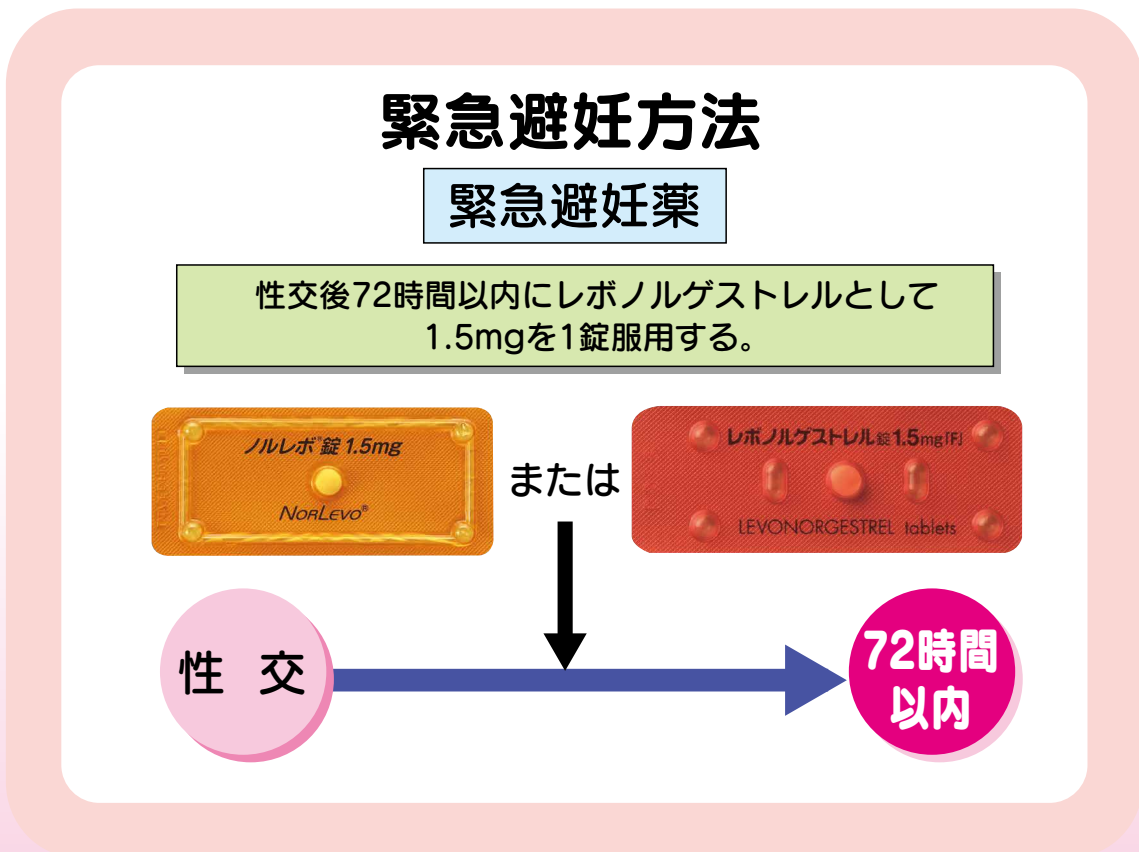 緊急避妊方法
緊急避妊薬
性交後72時間以内にレボノルゲストレルとして
1.5mgを1錠服用する。
ノルレボ®錠 1.5mg
NORLEVO®
または
レボノルゲストレル錠1.5mg「F」
LEVONORGESTREL tablets
性 交
72時間
以内